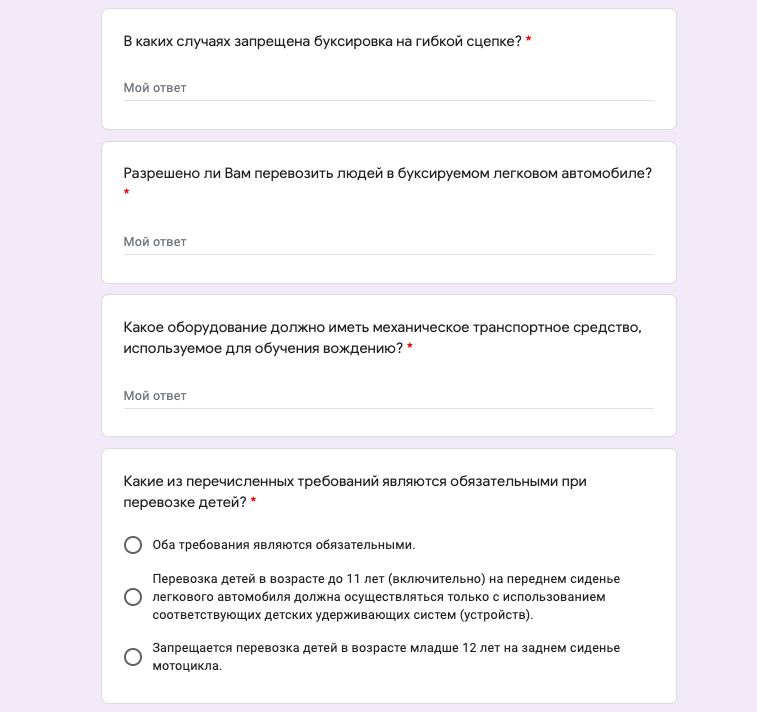 В каких случаях запрещена буксировка на гибкой сцепке? *
Мой ответ
Разрешено ли Вам перевозить людей в буксируемом легковом автомобиле?
*
Мой ответ
Какое оборудование должно иметь механическое транспортное средство,
используемое для обучения вождению? *
Мой ответ
Какие из перечисленных требований являются обязательными при
перевозке детей? *
Оба требования являются обязательными.
Перевозка детей в возрасте до 11 лет (включительно) на переднем сиденье
легкового автомобиля должна осуществляться только с использованием
соответствующих детских удерживающих систем (устройств).
Запрещается перевозка детей в возрасте младше 12 лет на заднем сиденье
мотоцикла.